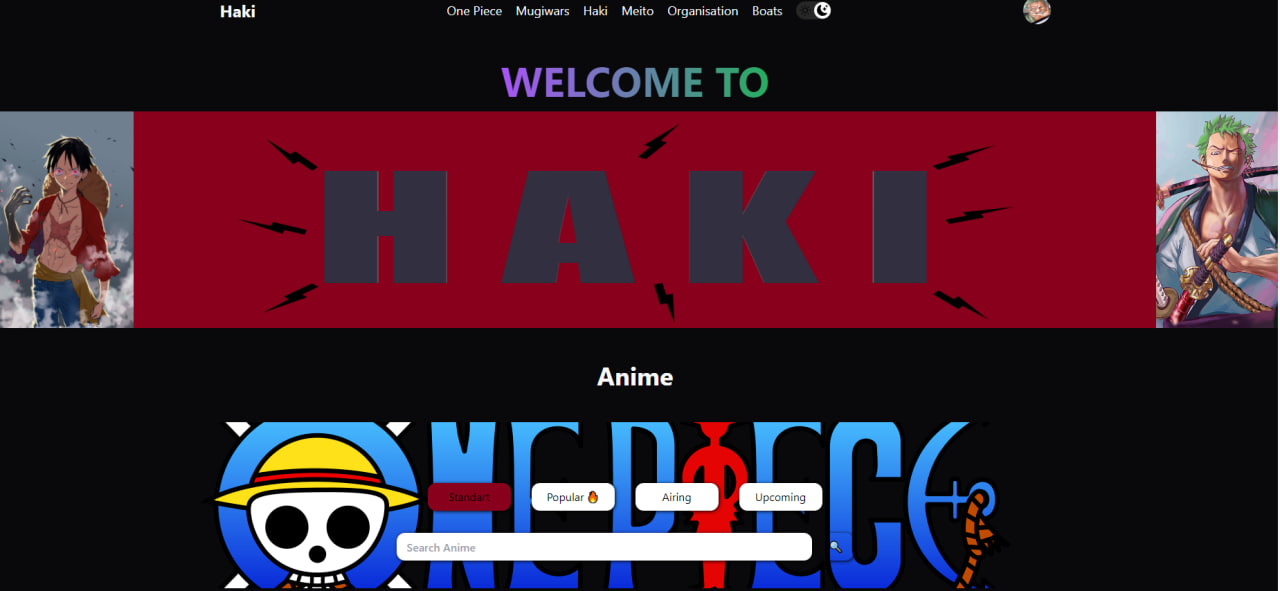 Haki
One Piece Mugiwars Haki Meito Organisation Boats
WELCOME TO
HAKI
Anime
ONE PIECE
Standart Popular 🔥 Airing Upcoming
Search Anime